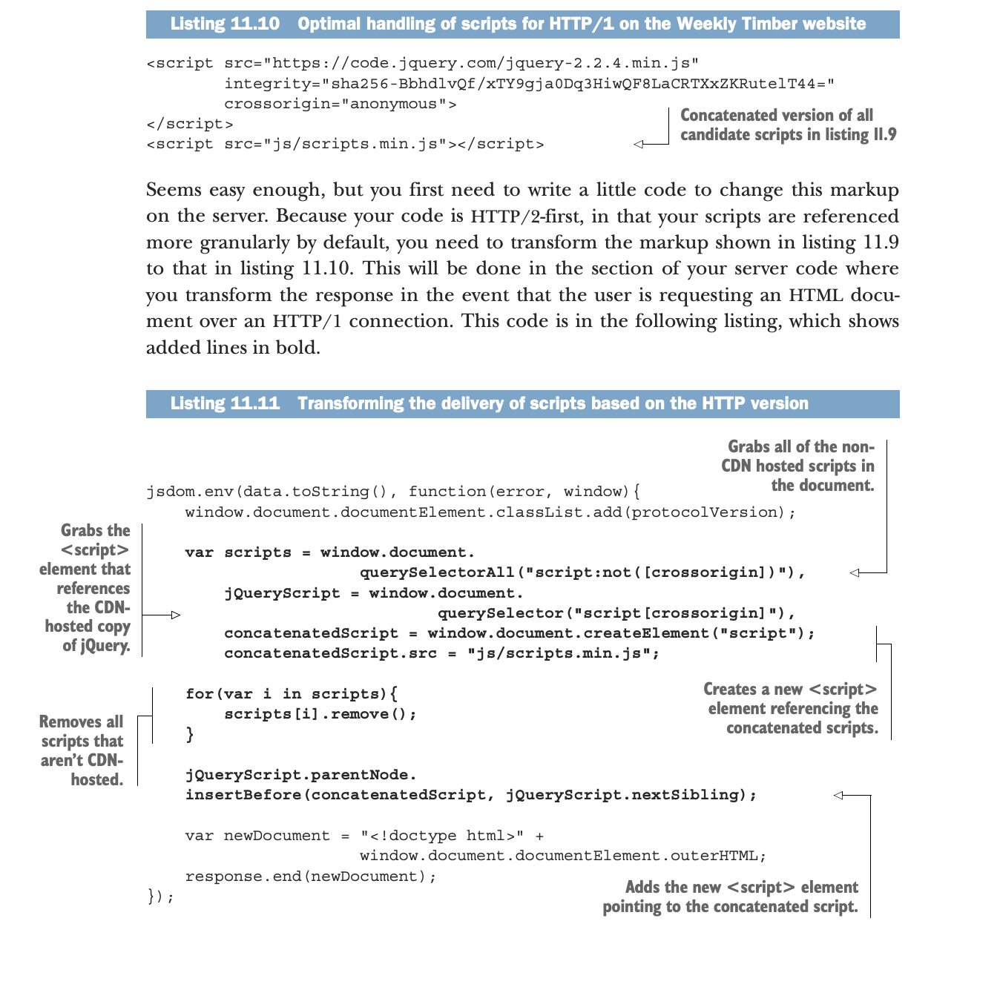 Listing 11.10 Optimal handling of scripts for HTTP/1 on the Weekly Timber website
<script src="https://code.jquery.com/jquery-2.2.4.min.js"
integrity="sha256-BbhdlvQf/xTY9gja0Dq3HiwQF8LaCRTXxZKRutelT44="
crossorigin="anonymous">
</script>
<script src="js/scripts.min.js"></script>
Concatenated version of all
candidate scripts in listing 11.9
Seems easy enough, but you first need to write a little code to change this markup
on the server. Because your code is HTTP/2-first, in that your scripts are referenced
more granularly by default, you need to transform the markup shown in listing 11.9
to that in listing 11.10. This will be done in the section of your server code where
you transform the response in the event that the user is requesting an HTML docu-
ment over an HTTP/1 connection. This code is in the following listing, which shows
added lines in bold.
Listing 11.11 Transforming the delivery of scripts based on the HTTP version
Grabs all of the non-
CDN hosted scripts in
the document.
jsdom.env(data.toString(), function(error, window){
window.document.documentElement.classList.add(protocolVersion);
Grabs the
<script>
element that
references
the CDN-
hosted copy
of jQuery.
var scripts = window.document.
querySelectorAll("script:not([crossorigin])"),
jQueryScript = window.document.
querySelector("script[crossorigin]"),
concatenatedScript = window.document.createElement("script");
concatenatedScript.src = "js/scripts.min.js";
Creates a new <script>
element referencing the
concatenated scripts.
for(var i in scripts){
scripts[i].remove();
}
Removes all
scripts that
aren't CDN-
hosted.
jQueryScript.parentNode.
insertBefore(concatenatedScript, jQueryScript.nextSibling);
var newDocument = "<!doctype html>" +
window.document.documentElement.outerHTML;
response.end(newDocument);
});
Adds the new <script> element
pointing to the concatenated script.